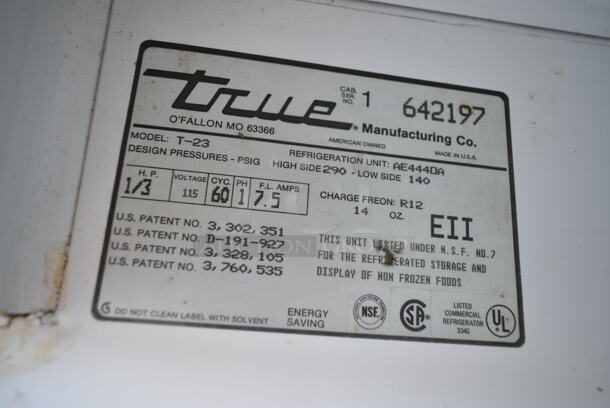 true
CAB. SER. NO. 1 642197
Manufacturing Co.
O'FALLON MO 63366
AMERICAN OWNED
MADE IN U.S.A.
MODEL: T-23
REFRIGERATION UNIT: AE4440A
DESIGN PRESSURES - PSIG HIGH SIDE 290 - LOW SIDE 140
H.P. VOLTAGE CYC. PH F.L. AMPS
1/3 115 60 1 7.5
CHARGE FREON: R12
14 OZ.
EII
U.S. PATENT NO. 3,302,351
U.S. PATENT NO. D-191-927
U.S. PATENT NO. 3,328,105
U.S. PATENT NO. 3,760,535
THIS UNIT LISTED UNDER N.S.F. NO.7
FOR THE REFRIGERATED STORAGE AND
DISPLAY OF NON FROZEN FOODS
DO NOT CLEAN LABEL WITH SOLVENT
ENERGY
SAVING
NSF
SA
LISTED
COMMERCIAL
REFRIGERATOR
334G
UL